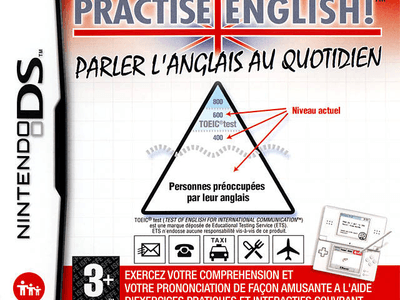 PRACTISE ENGLISH!
PARLER L'ANGLAIS AU QUOTIDIEN
NINTENDO DS™
800
600
TOEIC® test
400
Niveau actuel
Personnes préoccupées
par leur anglais
TOEIC® test (TEST OF ENGLISH FOR INTERNATIONAL COMMUNICATION™)
est une marque déposée de Educational Testing Service (ETS).
ETS n'endosse aucune responsabilité vis-à-vis de ce produit.
TAXI
3+
EXERCEZ VOTRE COMPREHENSION ET
VOTRE PRONONCIATION DE FAÇON AMUSANTE A L'AIDE
D'EXERCICES PRATIQUES ET INTERACTIFS COUVRANT